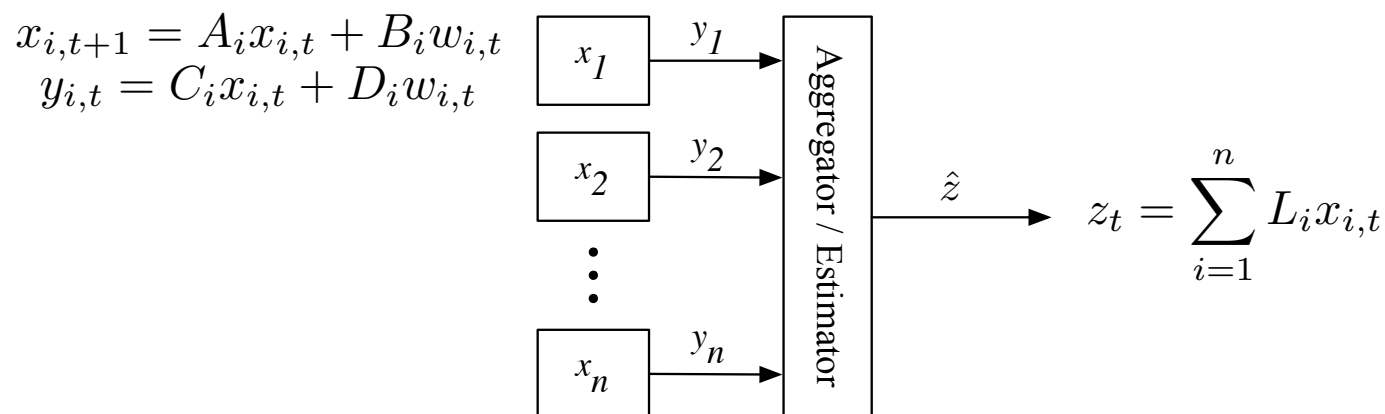 x_{i,t+1} = A_i x_{i,t} + B_i w_{i,t}
y_{i,t} = C_i x_{i,t} + D_i w_{i,t}
x_1
y_1
x_2
y_2
⋮
x_n
y_n
Aggregator / Estimator
\hat{z}
z_t = \sum_{i=1}^{n} L_i x_{i,t}